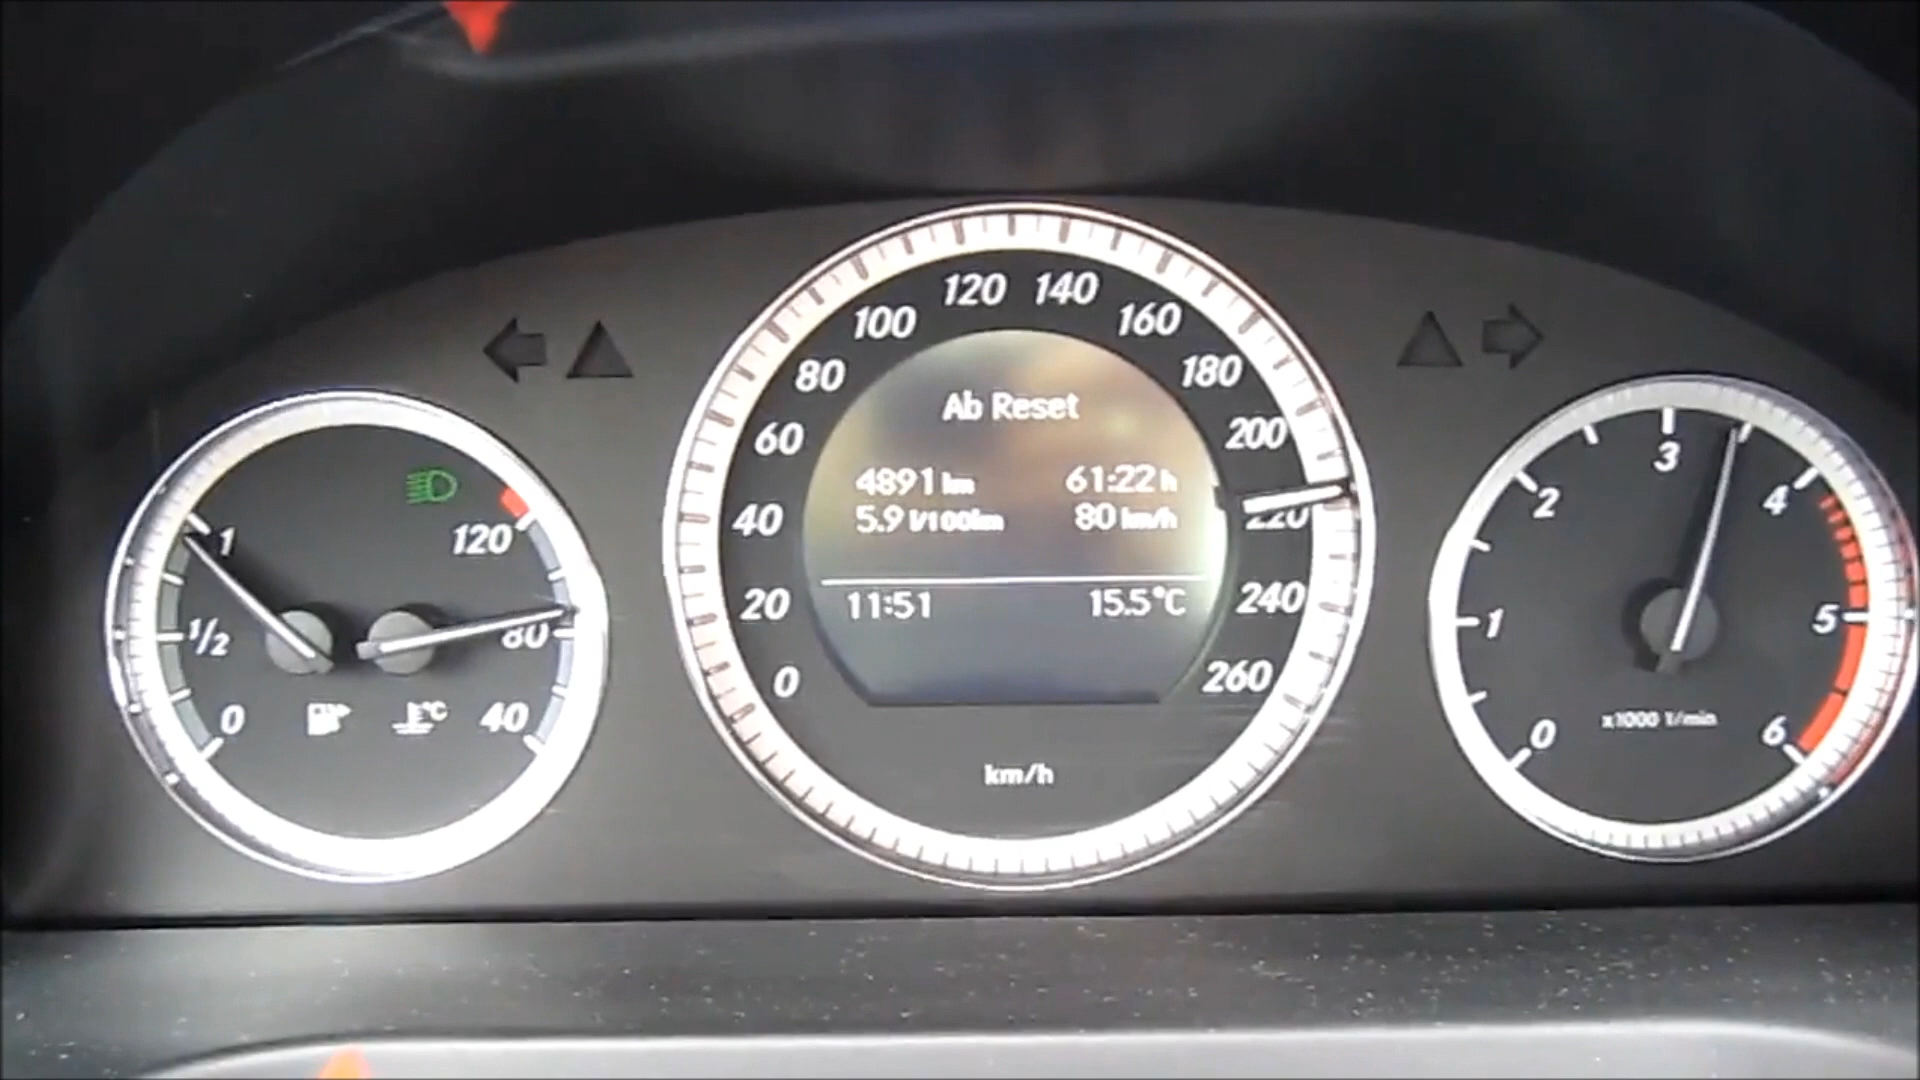 120
1
1/2
80
0
°C
40
120 140
100 160
80 180
60 200
40 220
20 240
0 260
Ab Reset
4891 km 61:22 h
5.9 l/100km 80 km/h
11:51 15.5°C
km/h
3
2 4
1 5
0 6
x1000 1/min